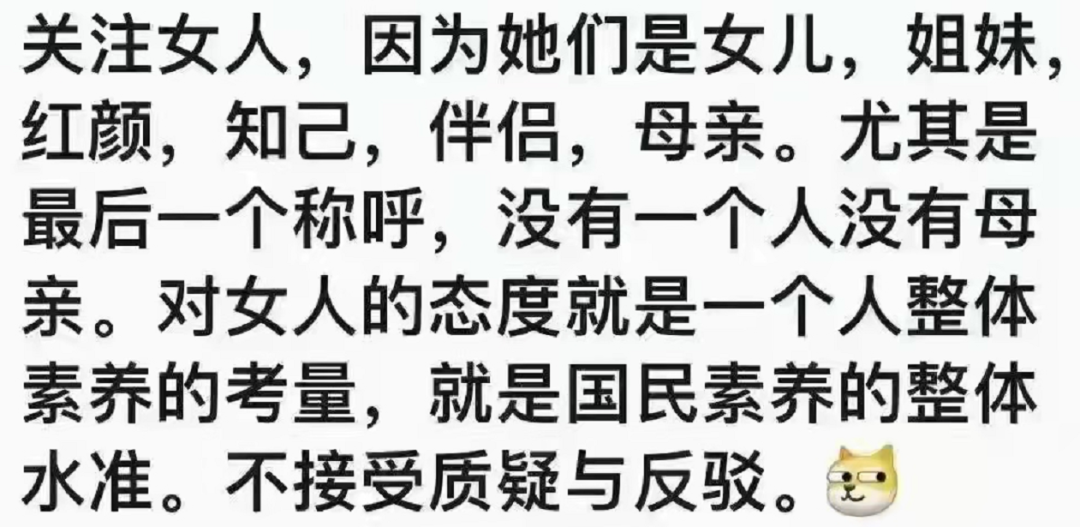 关注女人，因为她们是女儿，姐妹，
红颜，知己，伴侣，母亲。尤其是
最后一个称呼，没有一个人没有母
亲。对女人的态度就是一个人整体
素养的考量，就是国民素养的整体
水准。不接受质疑与反驳。